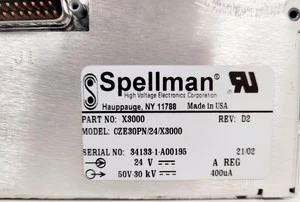 Spellman®
High Voltage Electronics Corporation
Hauppauge, NY 11788 Made in USA
PART NO: X3000 REV: D2
MODEL: CZE30PN/24/X3000
SERIAL NO: 34133-1-A00195 21/02
24 V A REG
50V-30 kV 400uA